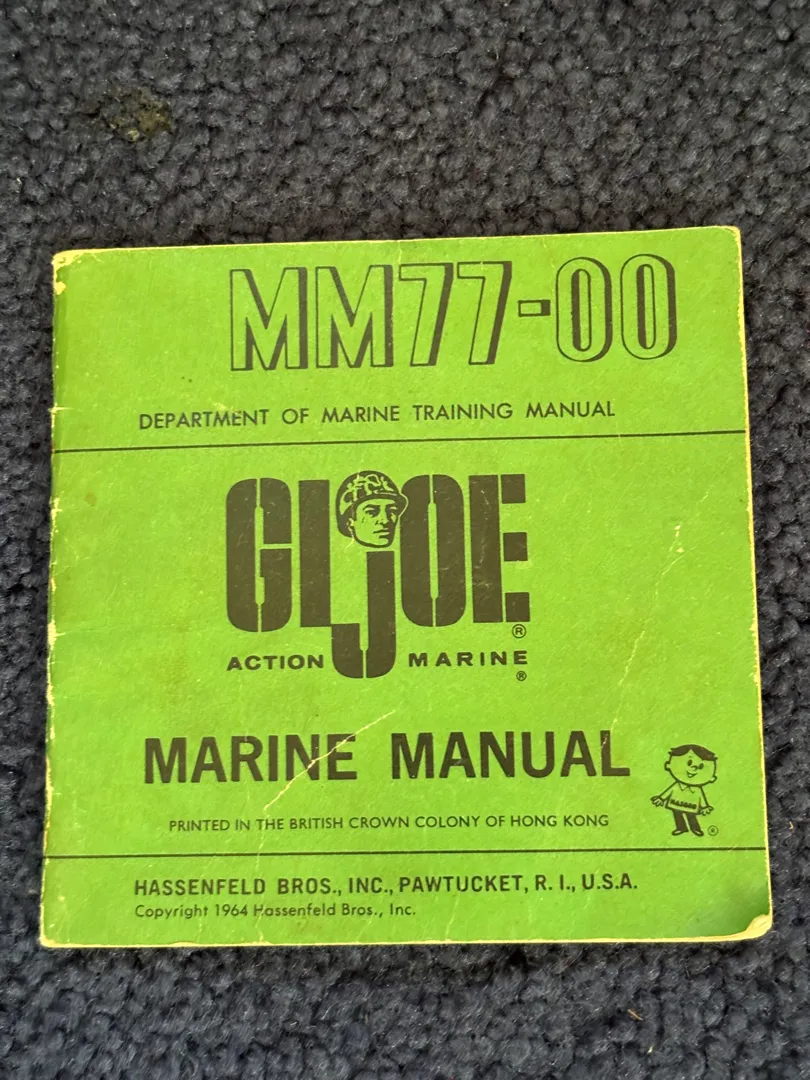 MM77-00
DEPARTMENT OF MARINE TRAINING MANUAL
GI JOE ®
ACTION MARINE ®
MARINE MANUAL
HASBRO ®
PRINTED IN THE BRITISH CROWN COLONY OF HONG KONG
HASSENFELD BROS., INC., PAWTUCKET, R. I., U.S.A.
Copyright 1964 Hassenfeld Bros., Inc.